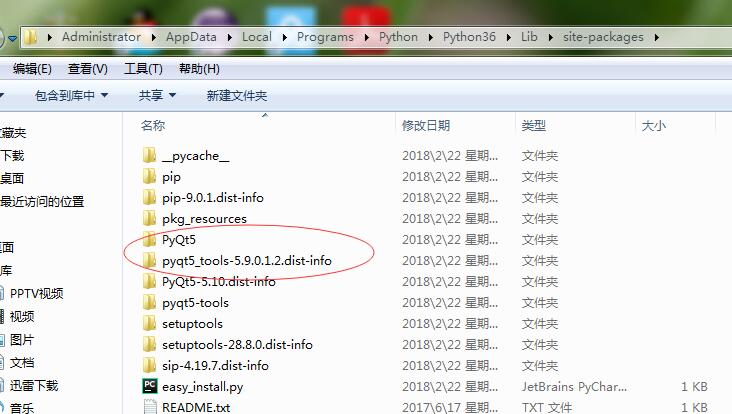 Administrator AppData Local Programs Python Python36 Lib site-packages
编辑(E) 查看(V) 工具(T) 帮助(H)
包含到库中 共享 新建文件夹
名称 修改日期 类型 大小
收藏夹
下载
桌面
最近访问的位置
桌面
库
PPTV视频
视频
图片
文档
迅雷下载
音乐
__pycache__ 2018\2\22 星期... 文件夹
pip 2018\2\22 星期... 文件夹
pip-9.0.1.dist-info 2018\2\22 星期... 文件夹
pkg_resources 2018\2\22 星期... 文件夹
PyQt5 2018\2\22 星期... 文件夹
pyqt5_tools-5.9.0.1.2.dist-info 2018\2\22 星期... 文件夹
PyQt5-5.10.dist-info 2018\2\22 星期... 文件夹
pyqt5-tools 2018\2\22 星期... 文件夹
setuptools 2018\2\22 星期... 文件夹
setuptools-28.8.0.dist-info 2018\2\22 星期... 文件夹
sip-4.19.7.dist-info 2018\2\22 星期... 文件夹
easy_install.py 2018\2\22 星期... JetBrains PyChar... 1 KB
README.txt 2017\6\17 星期... TXT 文件 1 KB